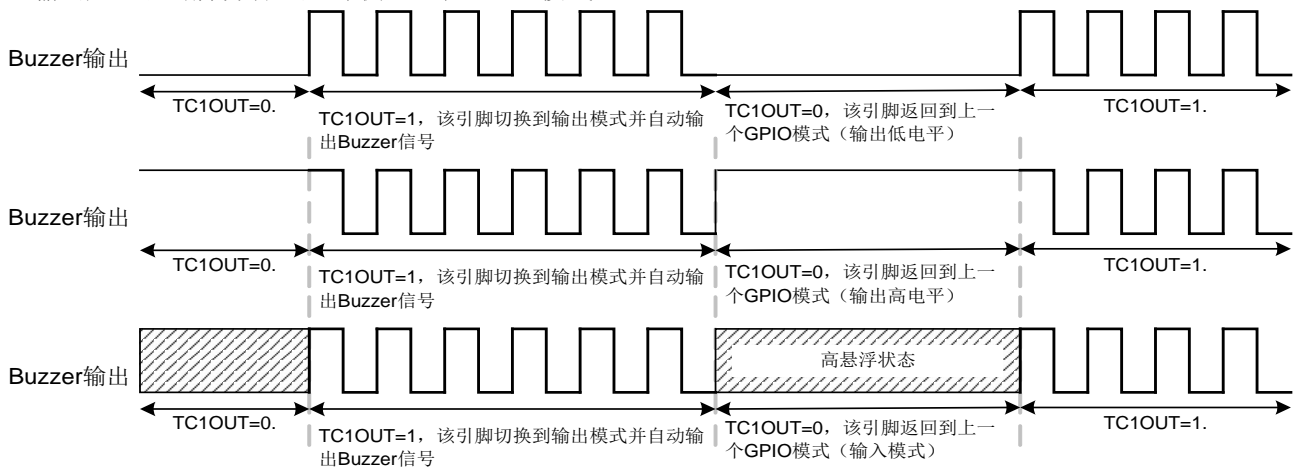 Buzzer输出
TC1OUT=0.
TC1OUT=1，该引脚切换到输出模式并自动输
出Buzzer信号
TC1OUT=0，该引脚返回到上一
个GPIO模式（输出低电平）
TC1OUT=1.
Buzzer输出
TC1OUT=0.
TC1OUT=1，该引脚切换到输出模式并自动输
出Buzzer信号
TC1OUT=0，该引脚返回到上一
个GPIO模式（输出高电平）
TC1OUT=1.
高悬浮状态
Buzzer输出
TC1OUT=0.
TC1OUT=1，该引脚切换到输出模式并自动输
出Buzzer信号
TC1OUT=0，该引脚返回到上一
个GPIO模式（输入模式）
TC1OUT=1.